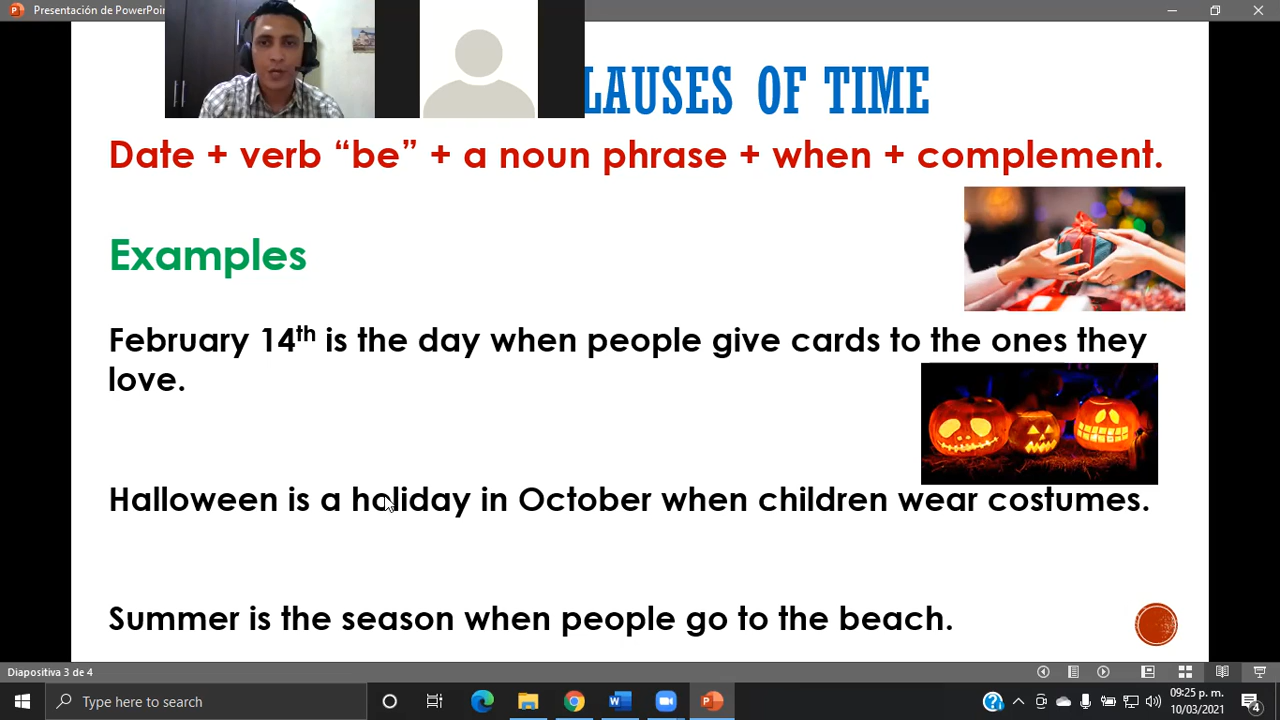 Presentación de PowerPoin
LAUSES OF TIME
Date + verb “be” + a noun phrase + when + complement.
Examples
February 14th is the day when people give cards to the ones they
love.
Halloween is a holiday in October when children wear costumes.
Summer is the season when people go to the beach.
Diapositiva 3 de 4
Type here to search
09:25 p. m.
10/03/2021
4